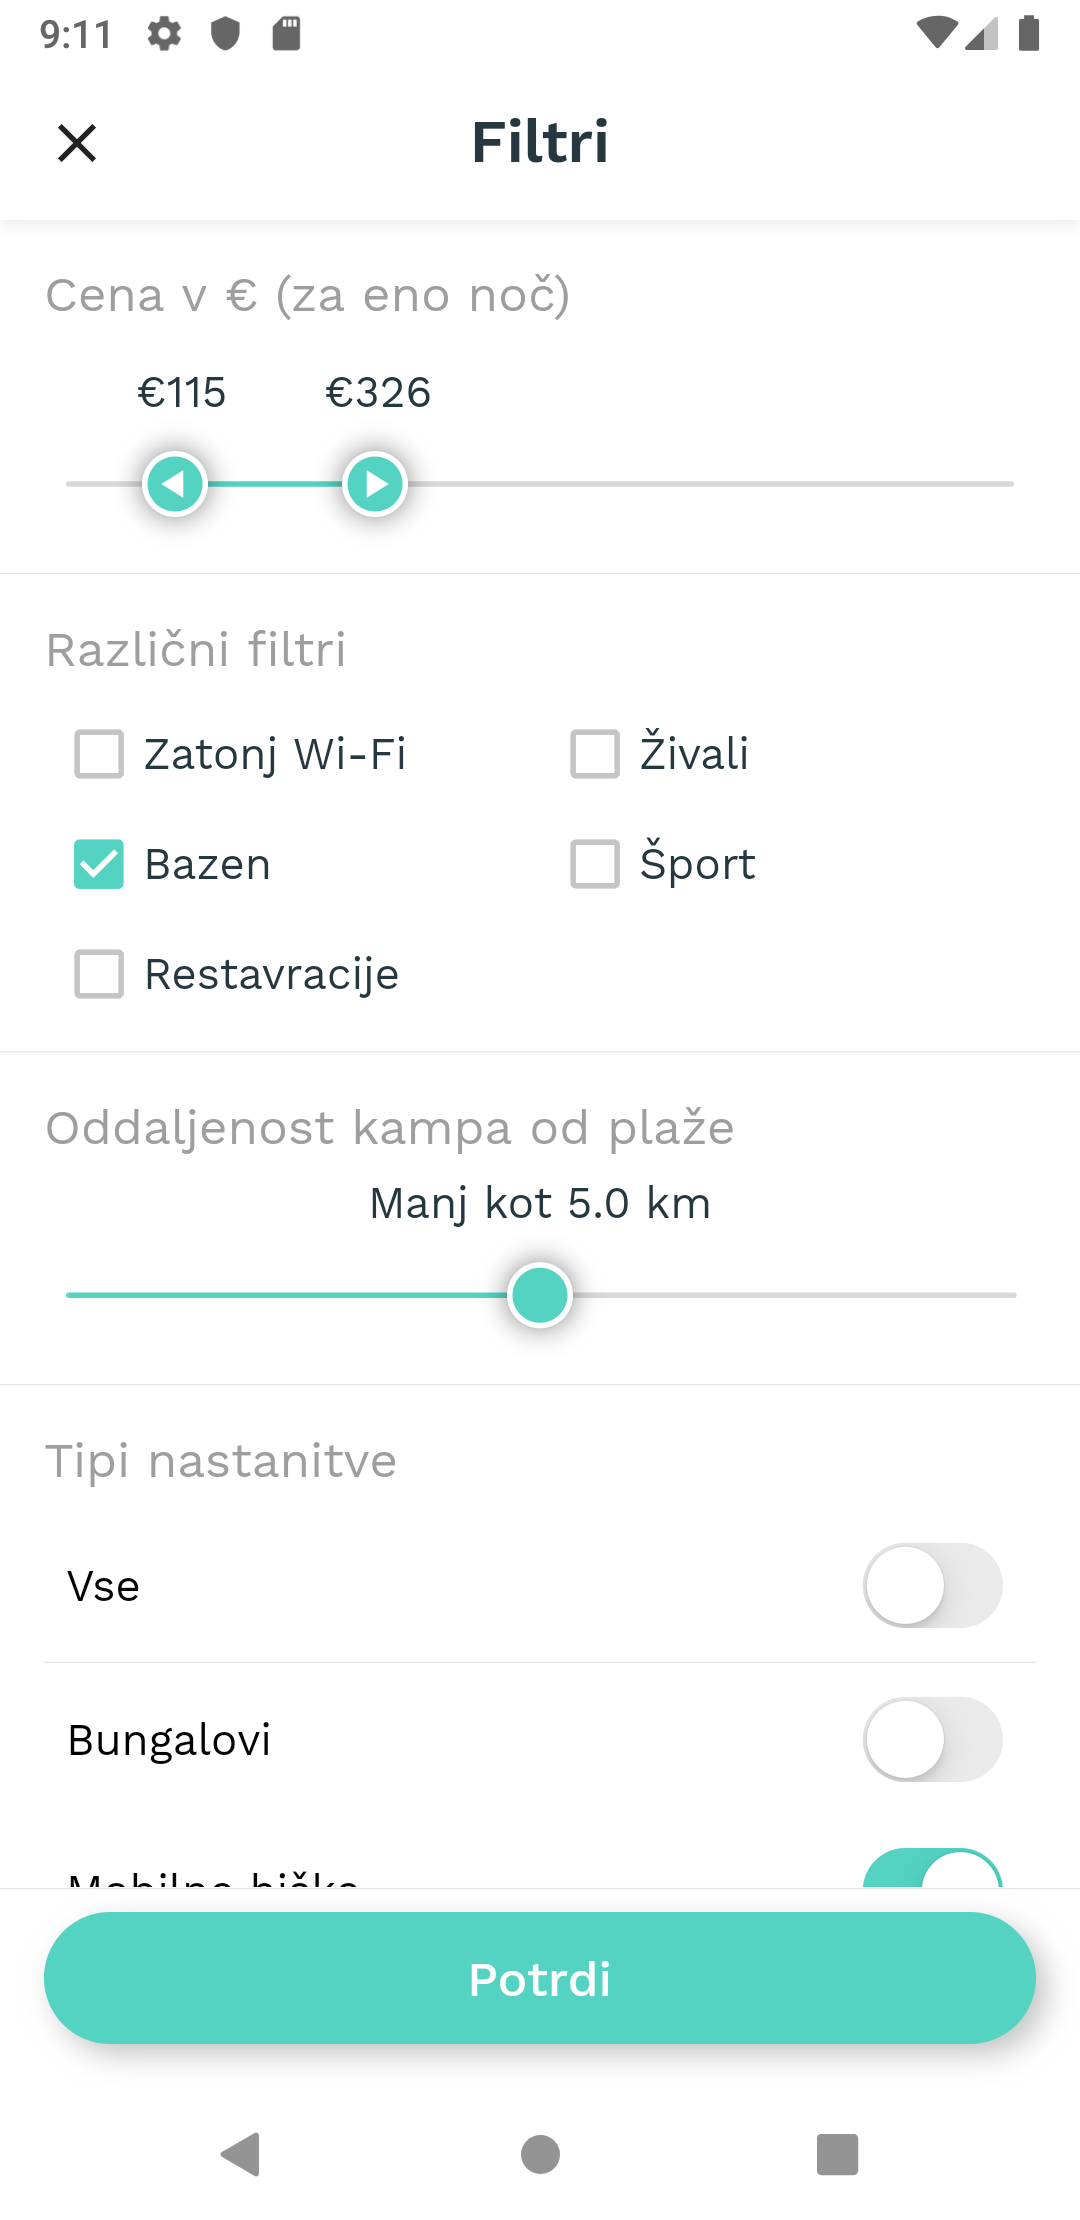 9:11
Filtri
Cena v € (za eno noč)
€115 €326
Različni filtri
Zatonj Wi-Fi Živali
Bazen Šport
Restavracije
Oddaljenost kampa od plaže
Manj kot 5.0 km
Tipi nastanitve
Vse
Bungalovi
Potrdi